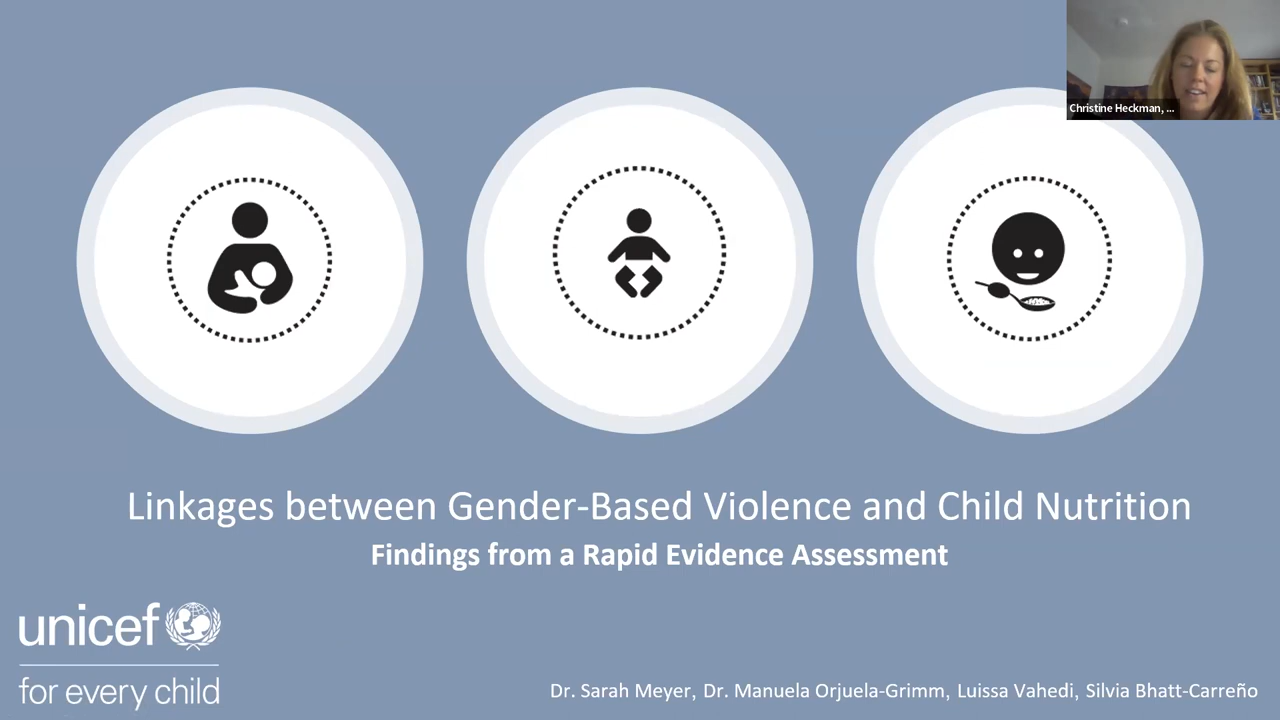 Christine Heckman, ...
Linkages between Gender-Based Violence and Child Nutrition
Findings from a Rapid Evidence Assessment
unicef
for every child
Dr. Sarah Meyer, Dr. Manuela Orjuela-Grimm, Luissa Vahedi, Silvia Bhatt-Carreño